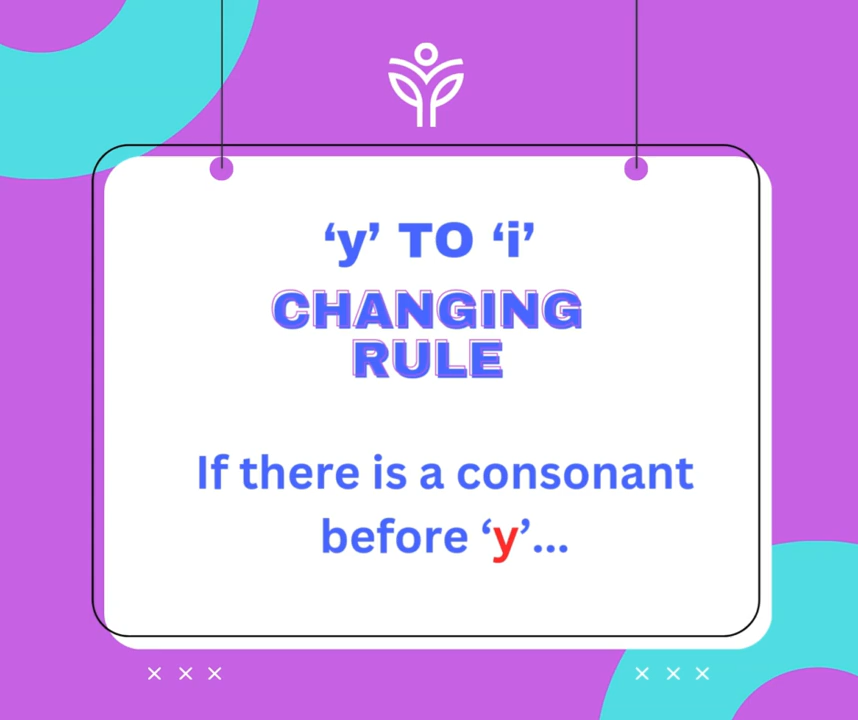 ‘y’ TO ‘i’
CHANGING
RULE
If there is a consonant
before ‘y’...